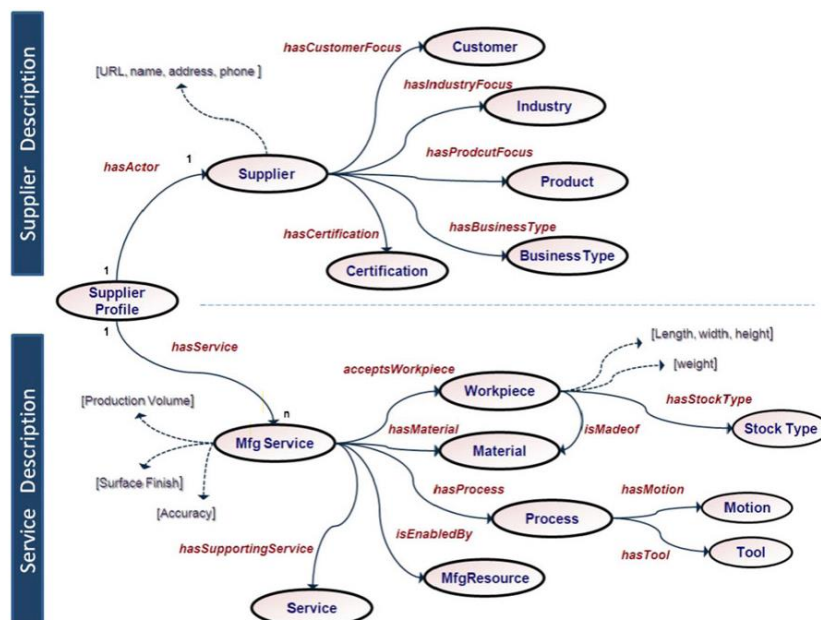 Supplier Description
hasCustomerFocus
Customer
[URL, name, address, phone ]
hasIndustryFocus
Industry
hasActor
1
Supplier
hasProdcutFocus
Product
hasCertification
hasBusinessType
Certification
Business Type
1
Supplier
Profile
1
Service Description
hasService
[Length, width, height]
acceptsWorkpiece
[weight]
[Production Volume]
n
Workpiece
hasStockType
Mfg Service
hasMaterial
Material
isMadeof
Stock Type
[Surface Finish]
[Accuracy]
hasProcess
Process
hasMotion
Motion
hasSupportingService
isEnabledBy
hasTool
Tool
MfgResource
Service